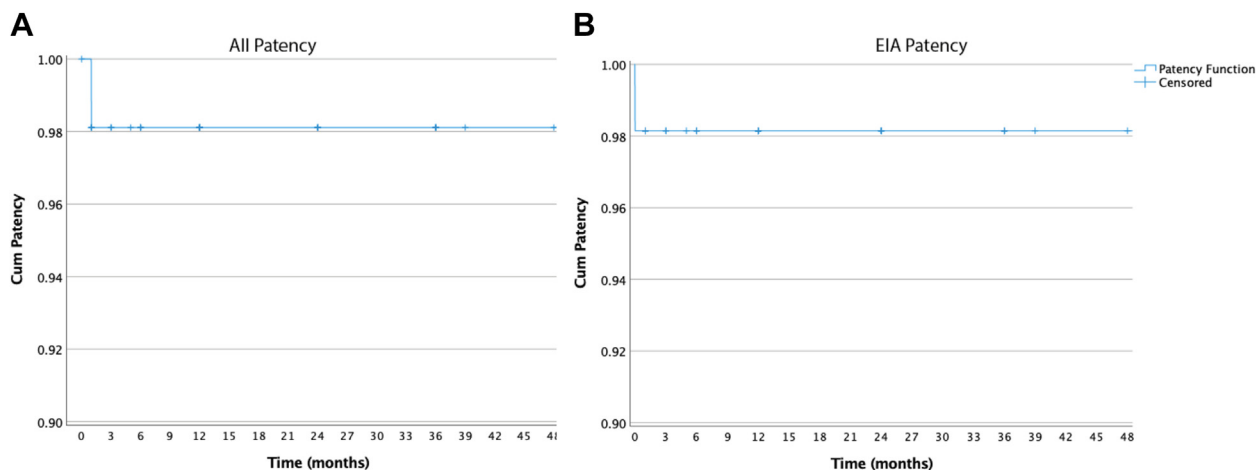 A
All Patency
1.00
0.98
0.96
0.94
0.92
0.90
Cum Patency
0 3 6 9 12 15 18 21 24 27 30 33 36 39 42 45 48
Time (months)
B
EIA Patency
1.00
0.98
0.96
0.94
0.92
0.90
Cum Patency
0 3 6 9 12 15 18 21 24 27 30 33 36 39 42 45 48
Time (months)
Patency Function
Censored